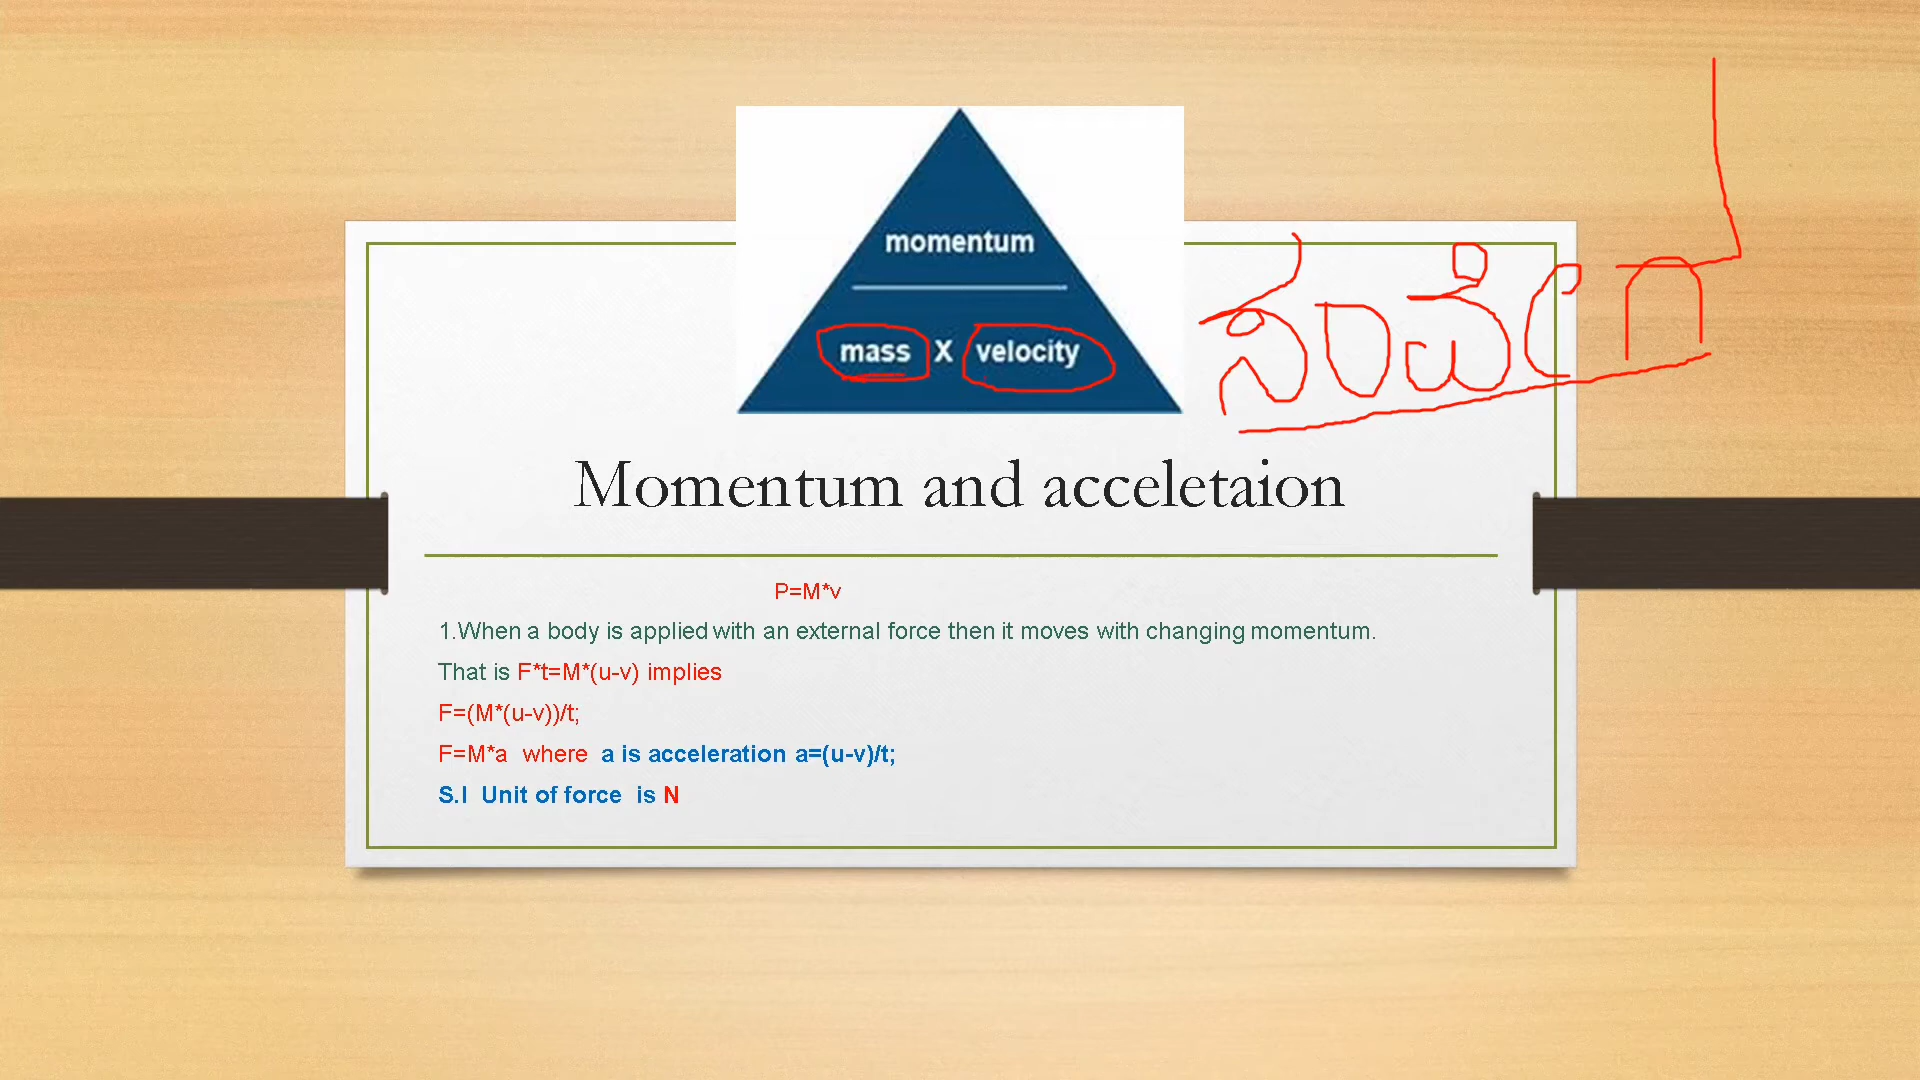 momentum
mass X velocity
ಸಂವೇಗ
Momentum and acceletaion
P=M*v
1.When a body is applied with an external force then it moves with changing momentum.
That is F*t=M*(u-v) implies
F=(M*(u-v))/t;
F=M*a where a is acceleration a=(u-v)/t;
S.I Unit of force is N